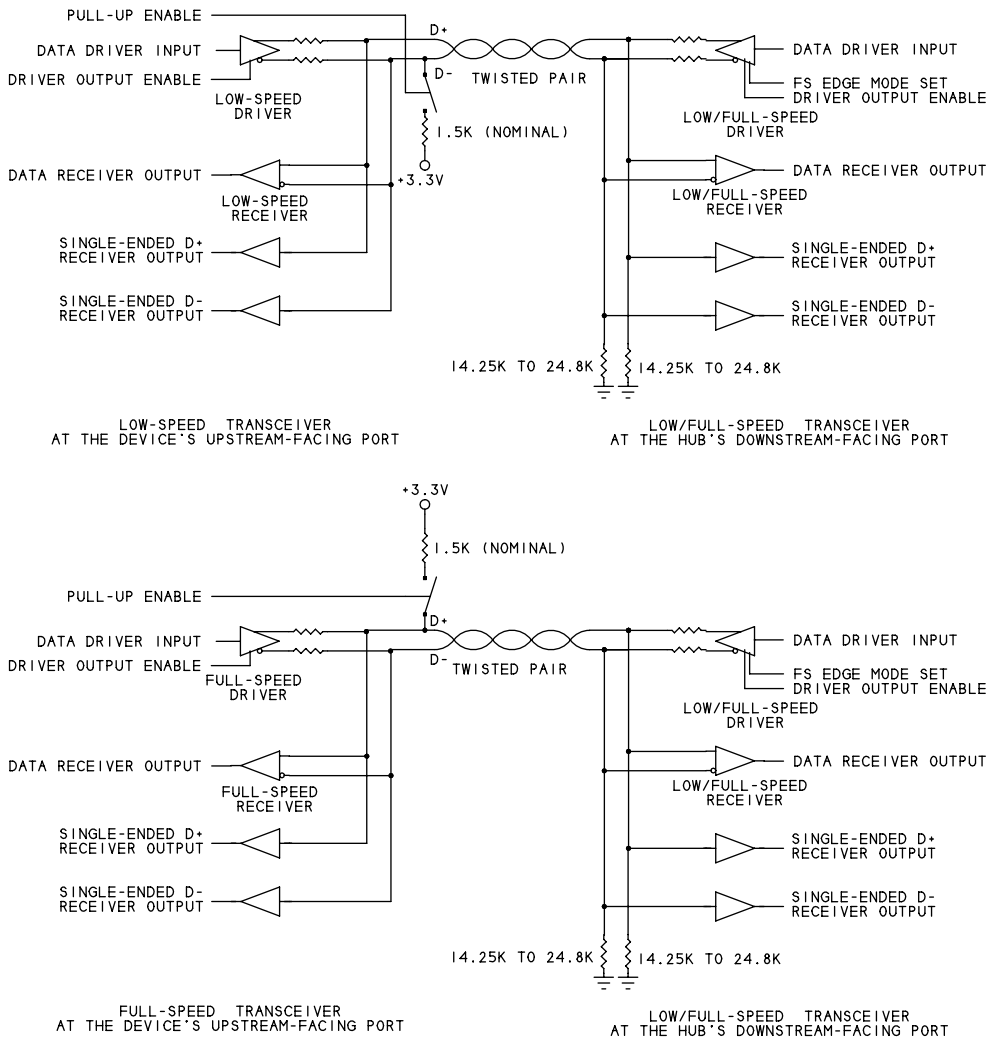 PULL-UP ENABLE
D+
DATA DRIVER INPUT
DATA DRIVER INPUT
D-
TWISTED PAIR
DRIVER OUTPUT ENABLE
FS EDGE MODE SET
DRIVER OUTPUT ENABLE
LOW-SPEED
DRIVER
LOW/FULL-SPEED
DRIVER
1.5K (NOMINAL)
+3.3V
DATA RECEIVER OUTPUT
DATA RECEIVER OUTPUT
LOW-SPEED
RECEIVER
LOW/FULL-SPEED
RECEIVER
SINGLE-ENDED D+
RECEIVER OUTPUT
SINGLE-ENDED D+
RECEIVER OUTPUT
SINGLE-ENDED D-
RECEIVER OUTPUT
SINGLE-ENDED D-
RECEIVER OUTPUT
14.25K TO 24.8K
14.25K TO 24.8K
LOW-SPEED TRANSCEIVER
AT THE DEVICE'S UPSTREAM-FACING PORT
LOW/FULL-SPEED TRANSCEIVER
AT THE HUB'S DOWNSTREAM-FACING PORT
+3.3V
1.5K (NOMINAL)
PULL-UP ENABLE
D+
DATA DRIVER INPUT
DATA DRIVER INPUT
D-
TWISTED PAIR
DRIVER OUTPUT ENABLE
FS EDGE MODE SET
DRIVER OUTPUT ENABLE
FULL-SPEED
DRIVER
LOW/FULL-SPEED
DRIVER
DATA RECEIVER OUTPUT
DATA RECEIVER OUTPUT
FULL-SPEED
RECEIVER
LOW/FULL-SPEED
RECEIVER
SINGLE-ENDED D+
RECEIVER OUTPUT
SINGLE-ENDED D+
RECEIVER OUTPUT
SINGLE-ENDED D-
RECEIVER OUTPUT
SINGLE-ENDED D-
RECEIVER OUTPUT
14.25K TO 24.8K
14.25K TO 24.8K
FULL-SPEED TRANSCEIVER
AT THE DEVICE'S UPSTREAM-FACING PORT
LOW/FULL-SPEED TRANSCEIVER
AT THE HUB'S DOWNSTREAM-FACING PORT